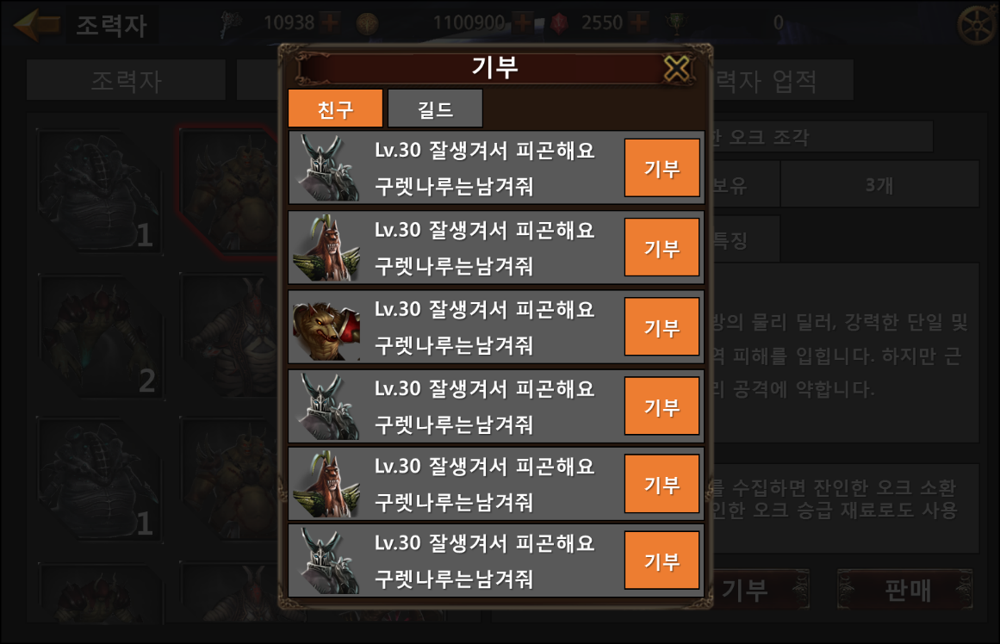 조력자
10938
1100900
2550
0
조력자
력자 업적
기부
친구
길드
Lv.30 잘생겨서 피곤해요
구렛나루는남겨줘
기부
Lv.30 잘생겨서 피곤해요
구렛나루는남겨줘
기부
Lv.30 잘생겨서 피곤해요
구렛나루는남겨줘
기부
Lv.30 잘생겨서 피곤해요
구렛나루는남겨줘
기부
Lv.30 잘생겨서 피곤해요
구렛나루는남겨줘
기부
Lv.30 잘생겨서 피곤해요
구렛나루는남겨줘
기부
1
2
1
한 오크 조각
보유
3개
특징
방의 물리 딜러, 강력한 단일 및
역 피해를 입힙니다. 하지만 근
리 공격에 약합니다.
를 수집하면 잔인한 오크 소환
인한 오크 승급 재료로도 사용
기부
판매